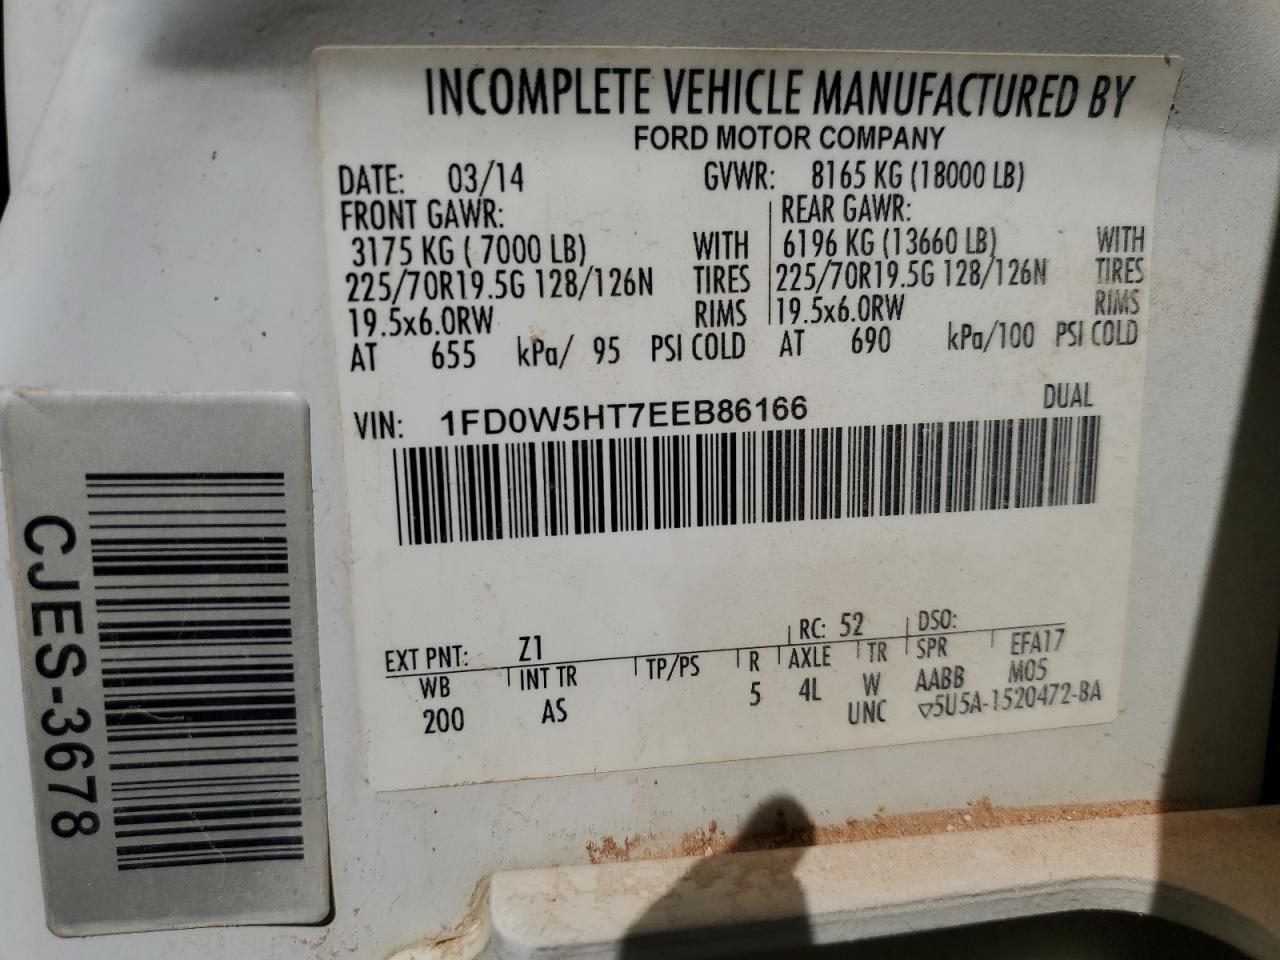 INCOMPLETE VEHICLE MANUFACTURED BY
FORD MOTOR COMPANY
DATE: 03/14 GVWR: 8165 KG (18000 LB)
FRONT GAWR: REAR GAWR:
3175 KG ( 7000 LB) WITH 6196 KG (13660 LB) WITH
225/70R19.5G 128/126N TIRES 225/70R19.5G 128/126N TIRES
19.5x6.0RW RIMS 19.5x6.0RW RIMS
AT 655 kPa/ 95 PSI COLD AT 690 kPa/100 PSI COLD
VIN: 1FD0W5HT7EEB86166 DUAL
EXT PNT: Z1 RC: 52 DSO:
WB INT TR TP/PS R AXLE TR SPR EFA17
200 AS 5 4L W AABB M05
UNC ▽5U5A-1520472-BA
CJES-3678